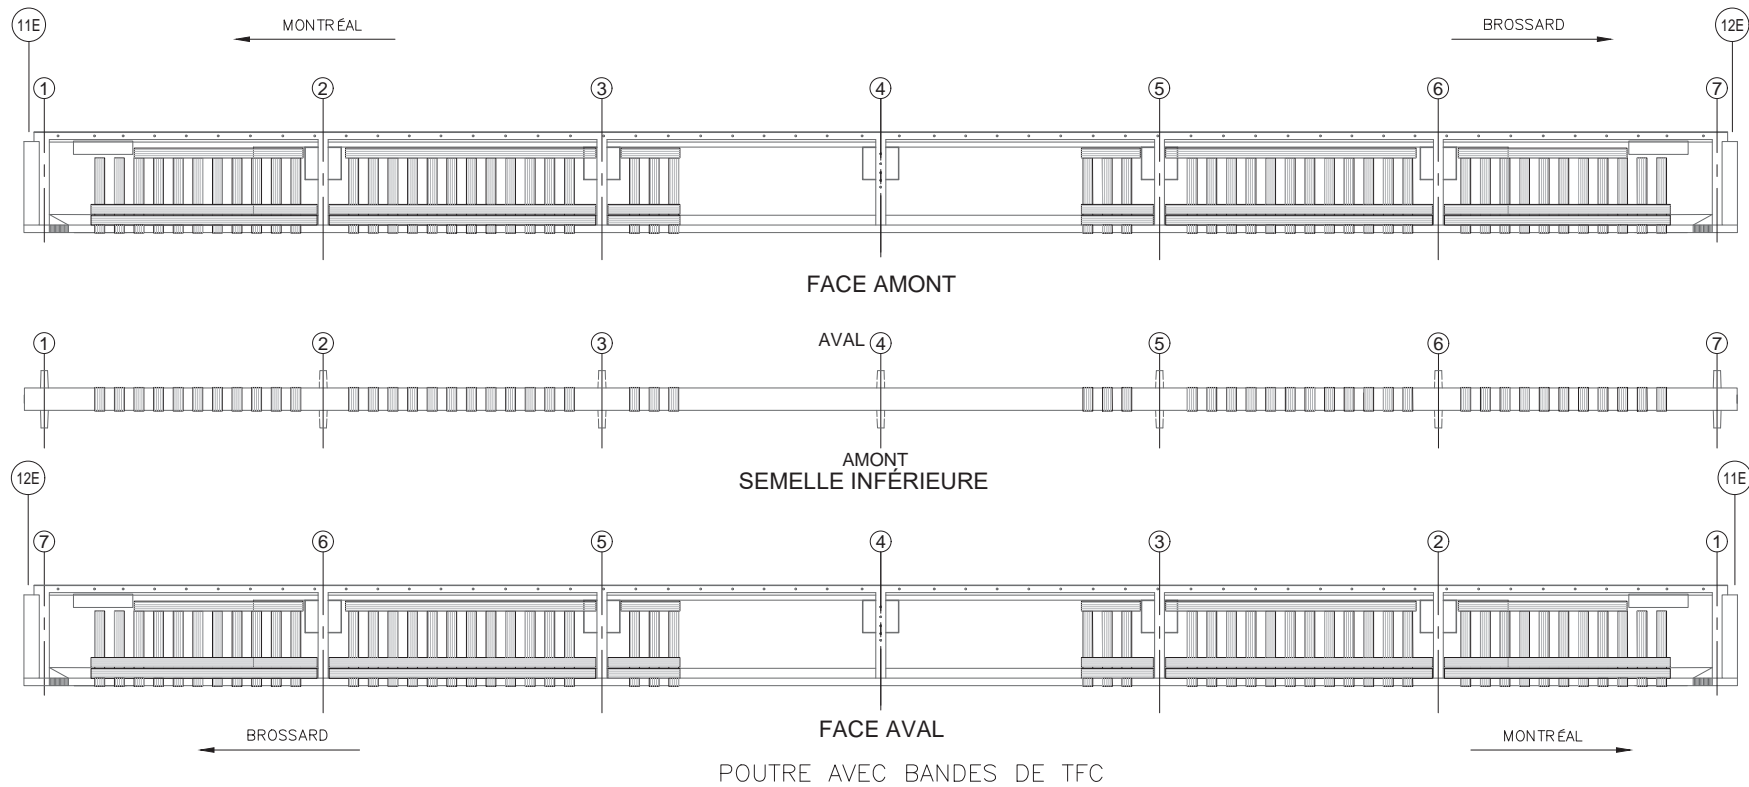 11E MONTRÉAL BROSSARD 12E
1 2 3 4 5 6 7
FACE AMONT
AVAL
1 2 3 4 5 6 7
AMONT
SEMELLE INFÉRIEURE
12E 11E
7 6 5 4 3 2 1
FACE AVAL
BROSSARD MONTRÉAL
POUTRE AVEC BANDES DE TFC